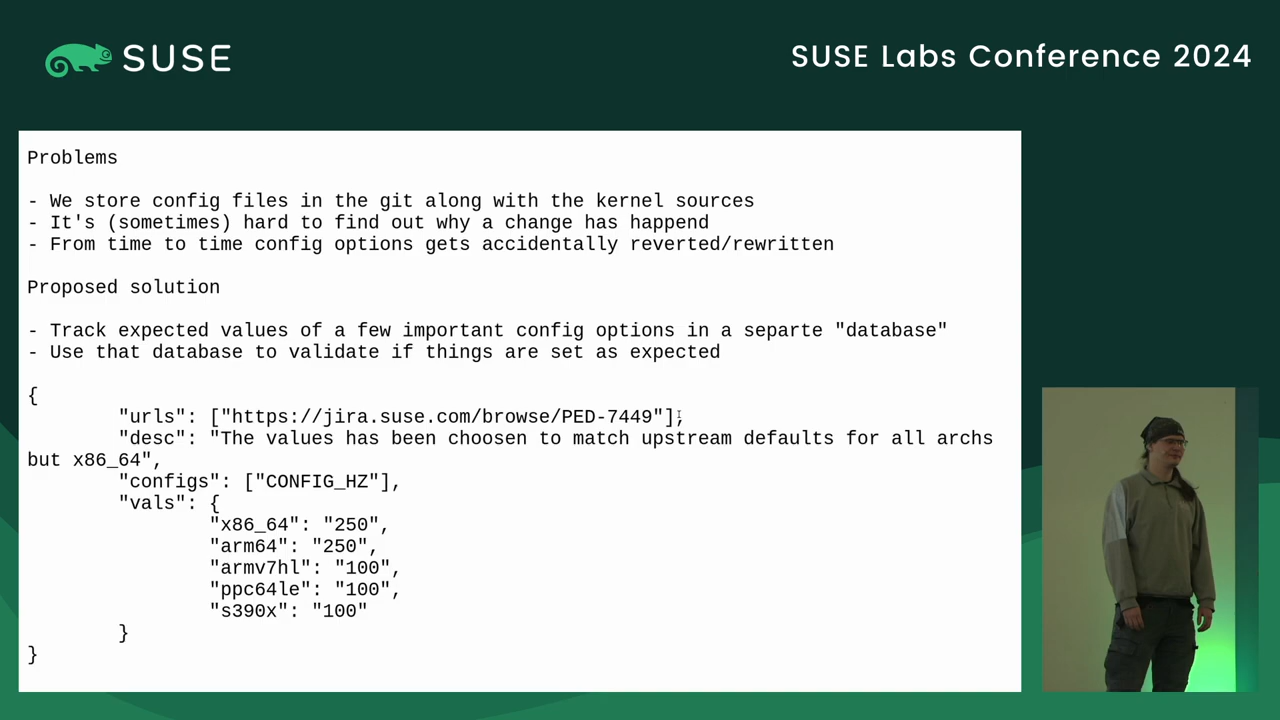 SUSE
SUSE Labs Conference 2024
Problems
- We store config files in the git along with the kernel sources
- It's (sometimes) hard to find out why a change has happend
- From time to time config options gets accidentally reverted/rewritten
Proposed solution
- Track expected values of a few important config options in a separte "database"
- Use that database to validate if things are set as expected
{
"urls": ["https://jira.suse.com/browse/PED-7449"],
"desc": "The values has been choosen to match upstream defaults for all archs
but x86_64",
"configs": ["CONFIG_HZ"],
"vals": {
"x86_64": "250",
"arm64": "250",
"armv7hl": "100",
"ppc64le": "100",
"s390x": "100"
}
}